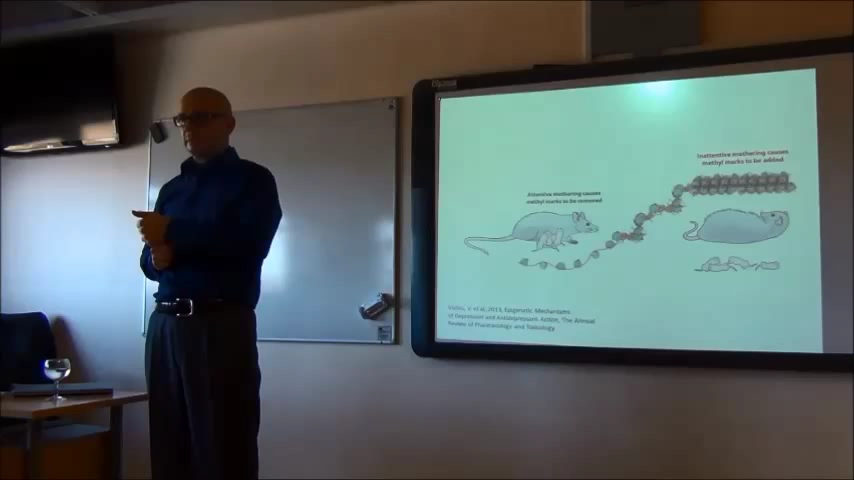 Inattentive mothering causes
methyl marks to be added
Attentive mothering causes
methyl marks to be removed
et al, 2013, Epigenetic Mechanisms
of Depression and Antidepressant Action, The Annual
Review of Pharmacology and Toxicology